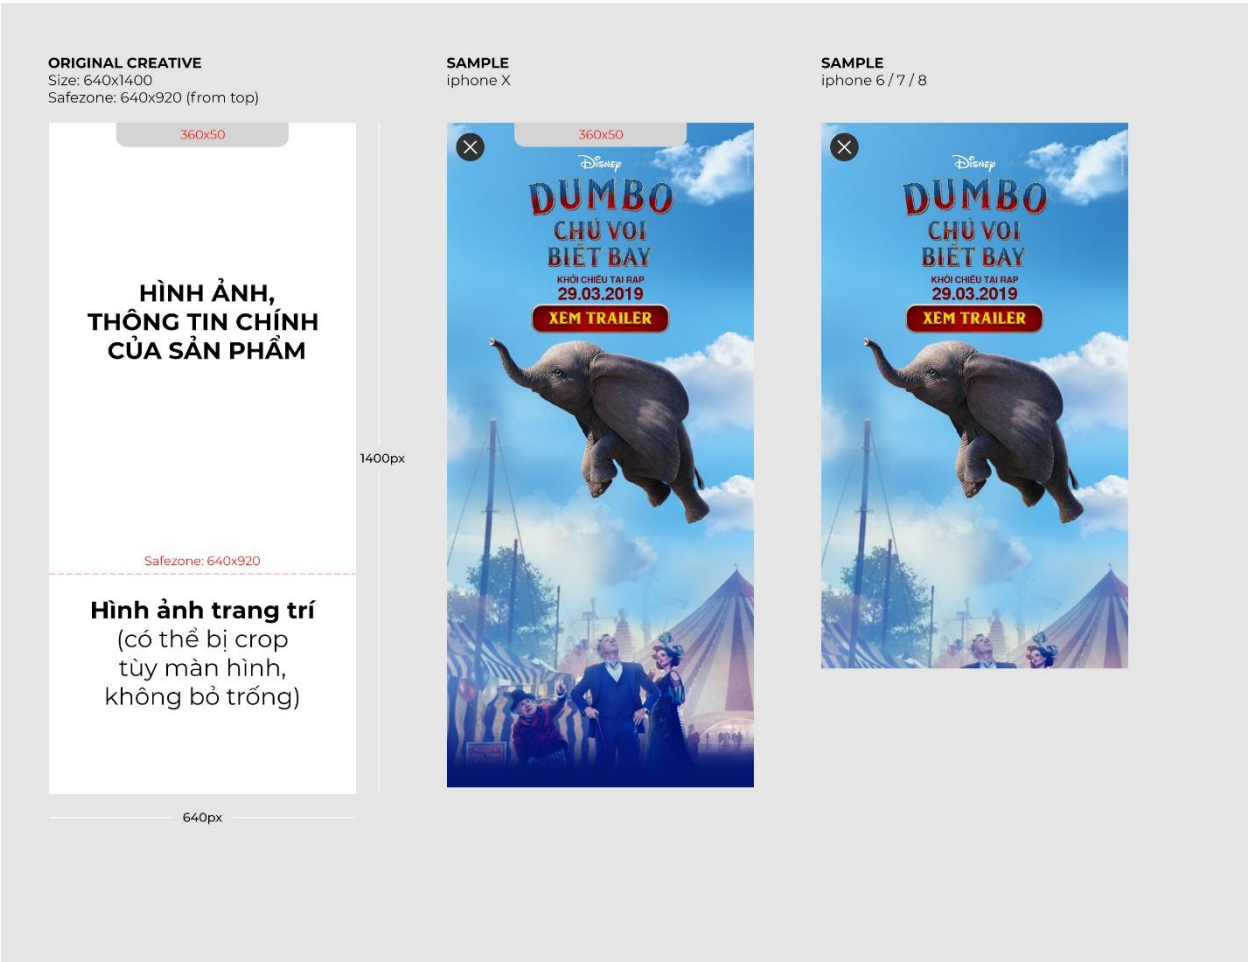 ORIGINAL CREATIVE
Size: 640x1400
Safezone: 640x920 (from top)
360x50
HÌNH ẢNH,
THÔNG TIN CHÍNH
CỦA SẢN PHẨM
1400px
Safezone: 640x920
Hình ảnh trang trí
(có thể bị crop
tùy màn hình,
không bỏ trống)
640px
SAMPLE
iphone X
360x50
Disney
DUMBO
CHÚ VOI
BIẾT BAY
KHỞI CHIẾU TẠI RẠP
29.03.2019
XEM TRAILER
SAMPLE
iphone 6 / 7 / 8
Disney
DUMBO
CHÚ VOI
BIẾT BAY
KHỞI CHIẾU TẠI RẠP
29.03.2019
XEM TRAILER